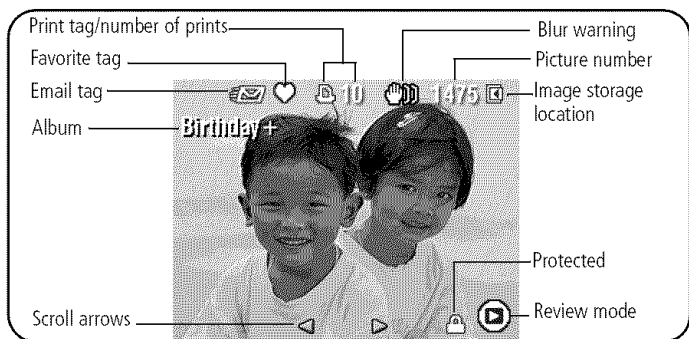 Print tag/number of prints
Blur warning
Favorite tag
Picture number
Email tag
10
1475
Image storage
location
Album
Birthday+
Protected
Scroll arrows
Review mode